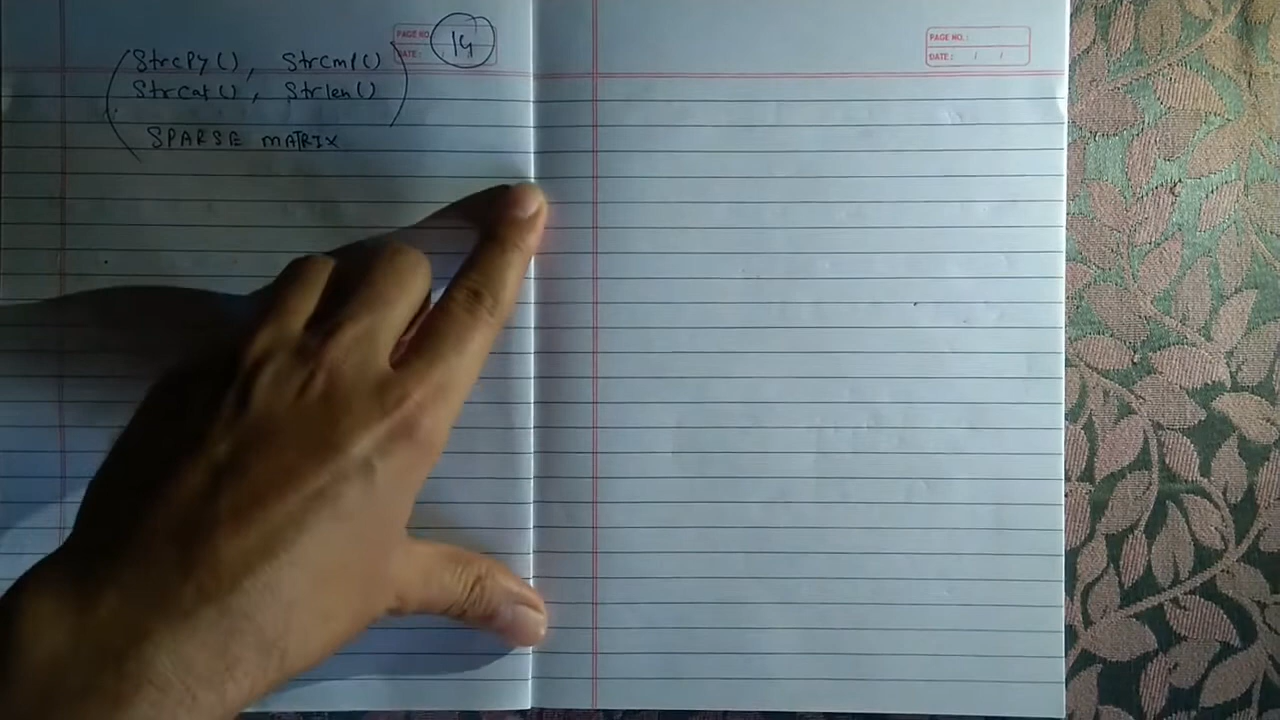 PAGE NO.
DATE:
14
Strcpy(), Strcmp()
Strcat(), Strlen()
SPARSE MATRIX
PAGE NO.:
DATE: / /